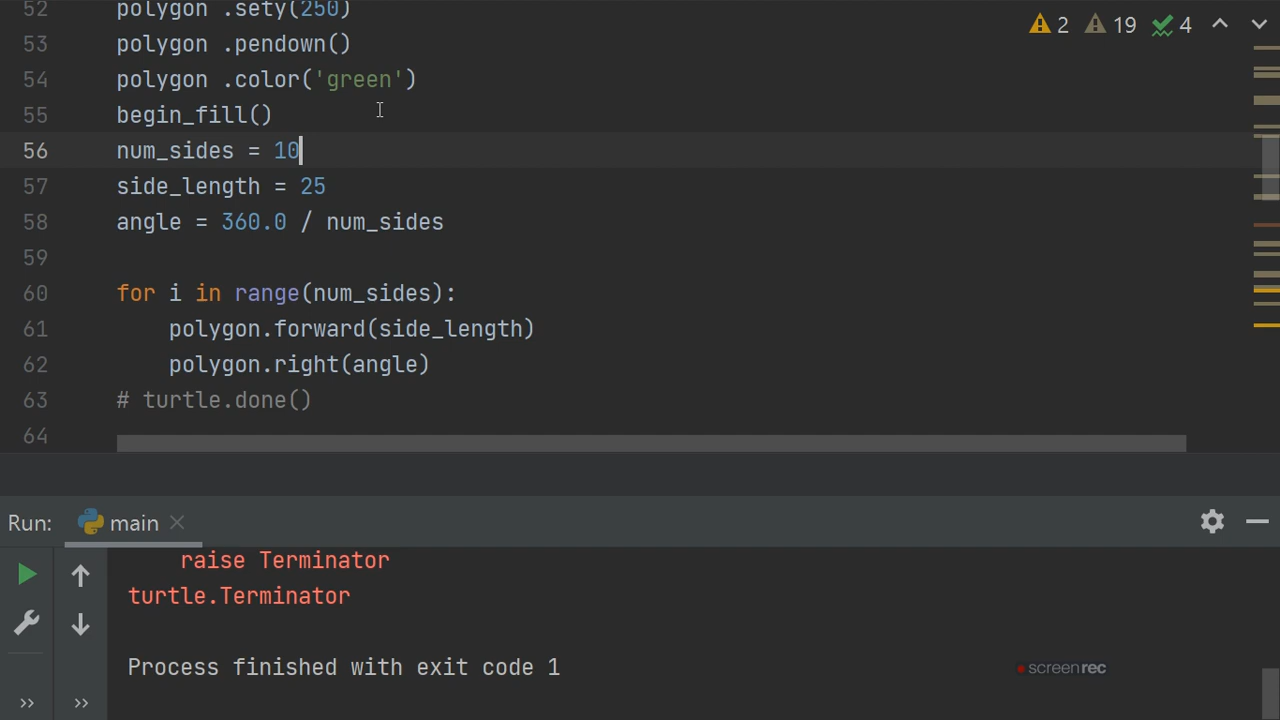 52 polygon .sety(250)
2 19 4
53 polygon .pendown()
54 polygon .color('green')
55 begin_fill()
56 num_sides = 10
57 side_length = 25
58 angle = 360.0 / num_sides
59
60 for i in range(num_sides):
61 polygon.forward(side_length)
62 polygon.right(angle)
63 # turtle.done()
64
Run: main
raise Terminator
turtle.Terminator
Process finished with exit code 1
screenrec